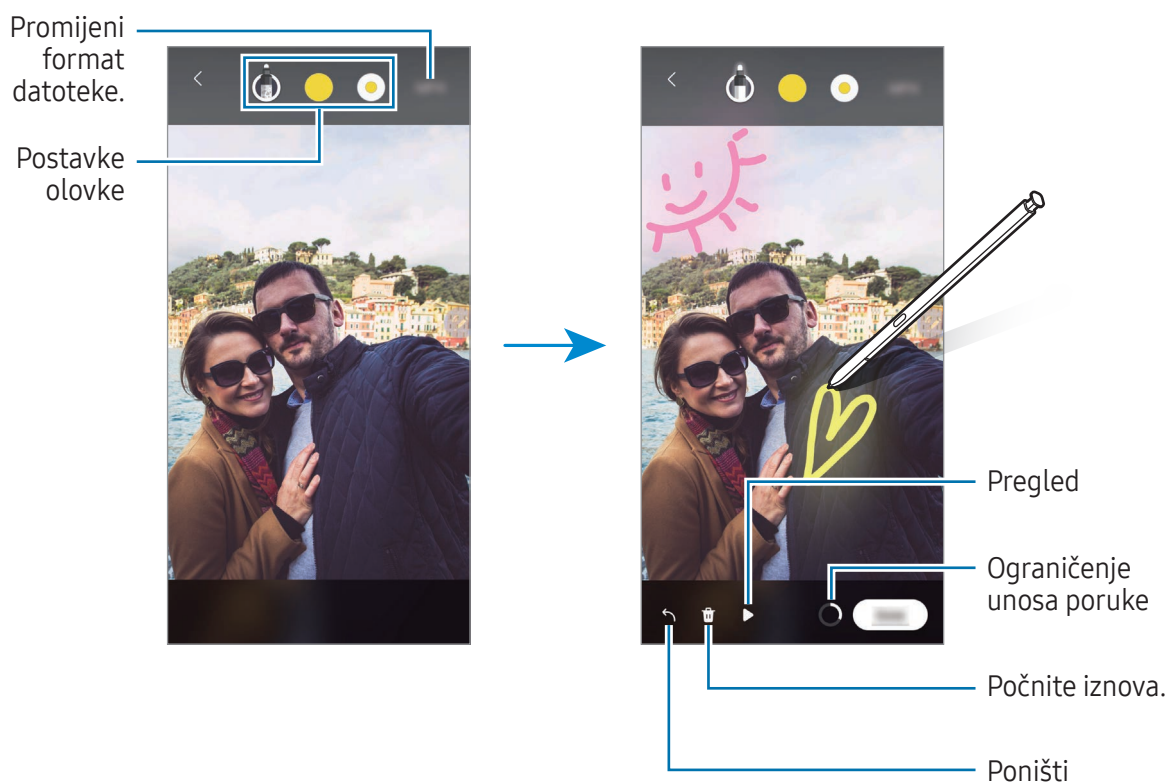 Promijeni
format
datoteke.
Postavke
olovke
Pregled
Ograničenje
unosa poruke
Počnite iznova.
Poništi